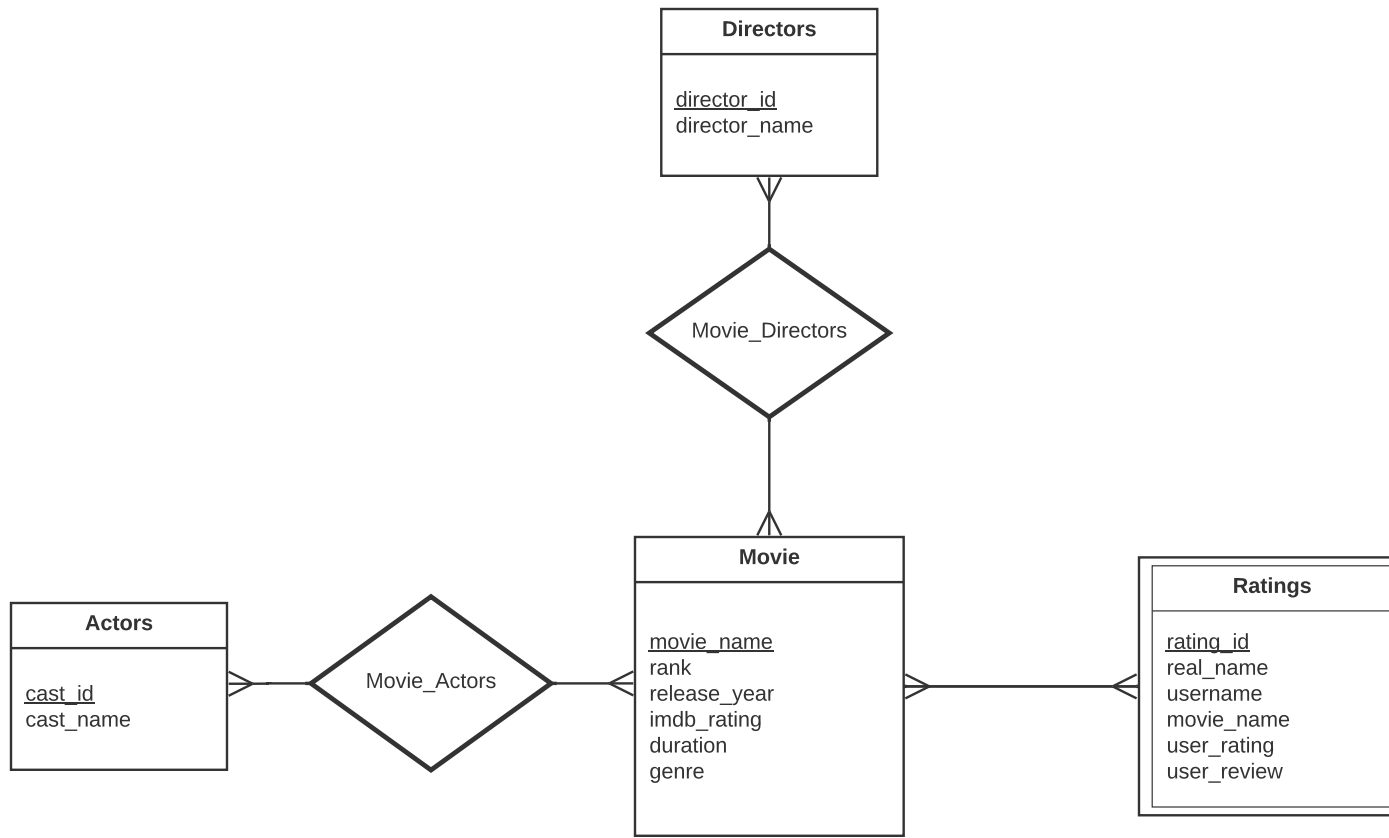 Directors
director_id
director_name
Movie_Directors
Movie
movie_name
rank
release_year
imdb_rating
duration
genre
Actors
cast_id
cast_name
Movie_Actors
Ratings
rating_id
real_name
username
movie_name
user_rating
user_review